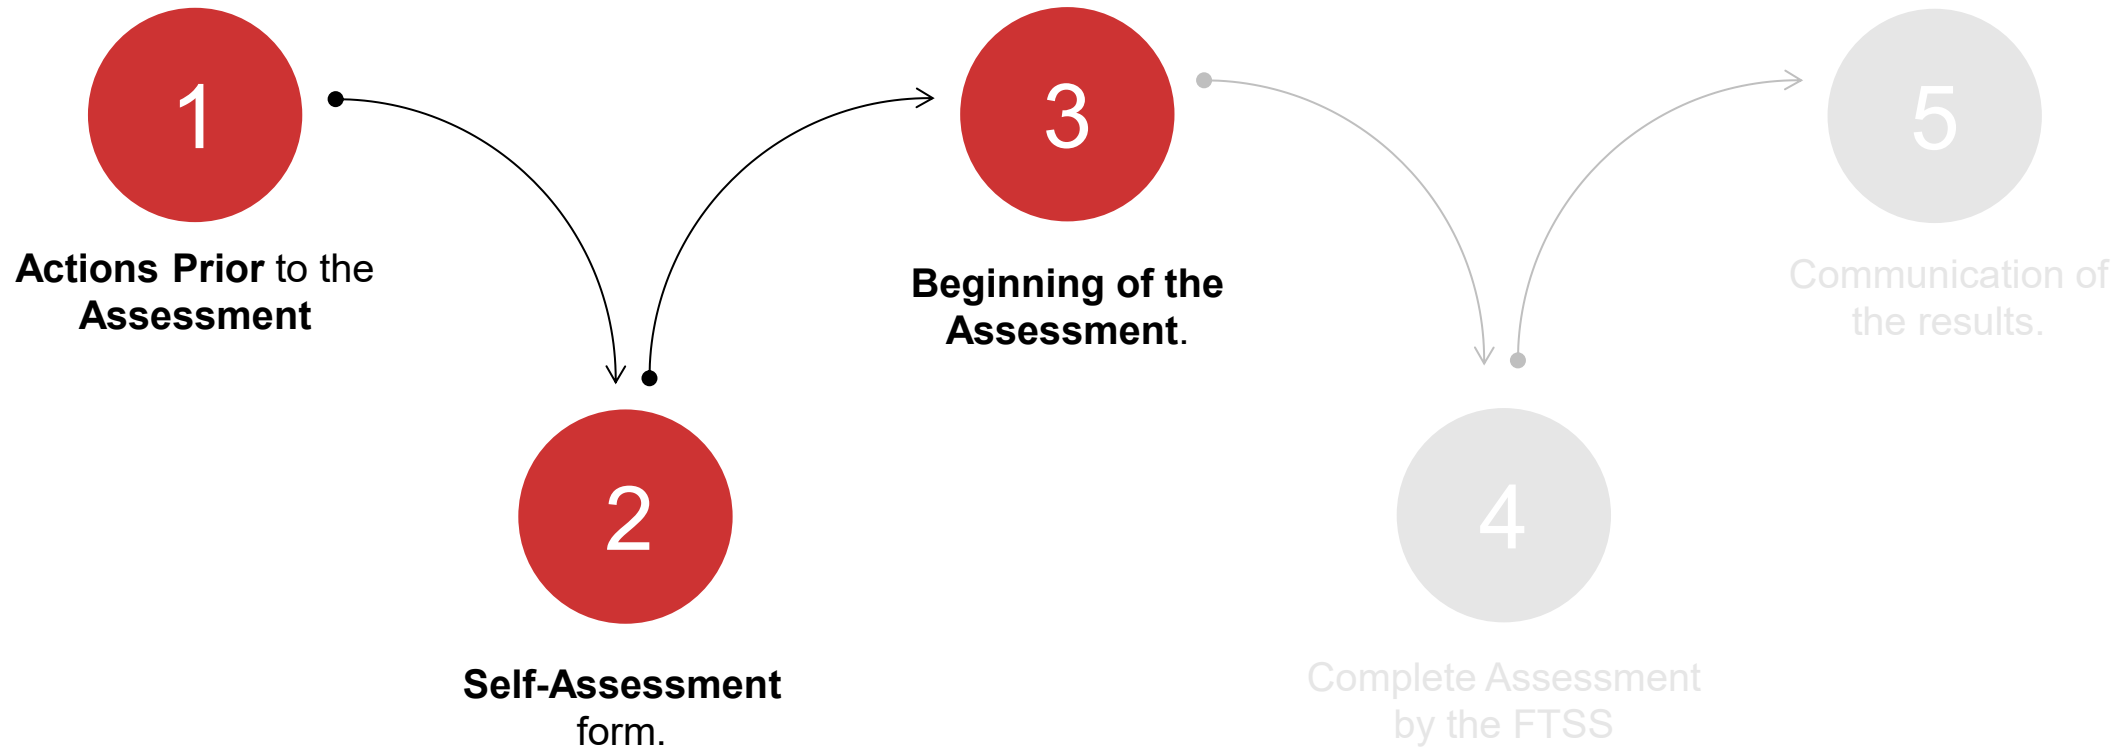 1
Actions Prior to the
Assessment
2
Self-Assessment
form.
3
Beginning of the
Assessment.
4
Complete Assessment
by the FTSS
5
Communication of
the results.